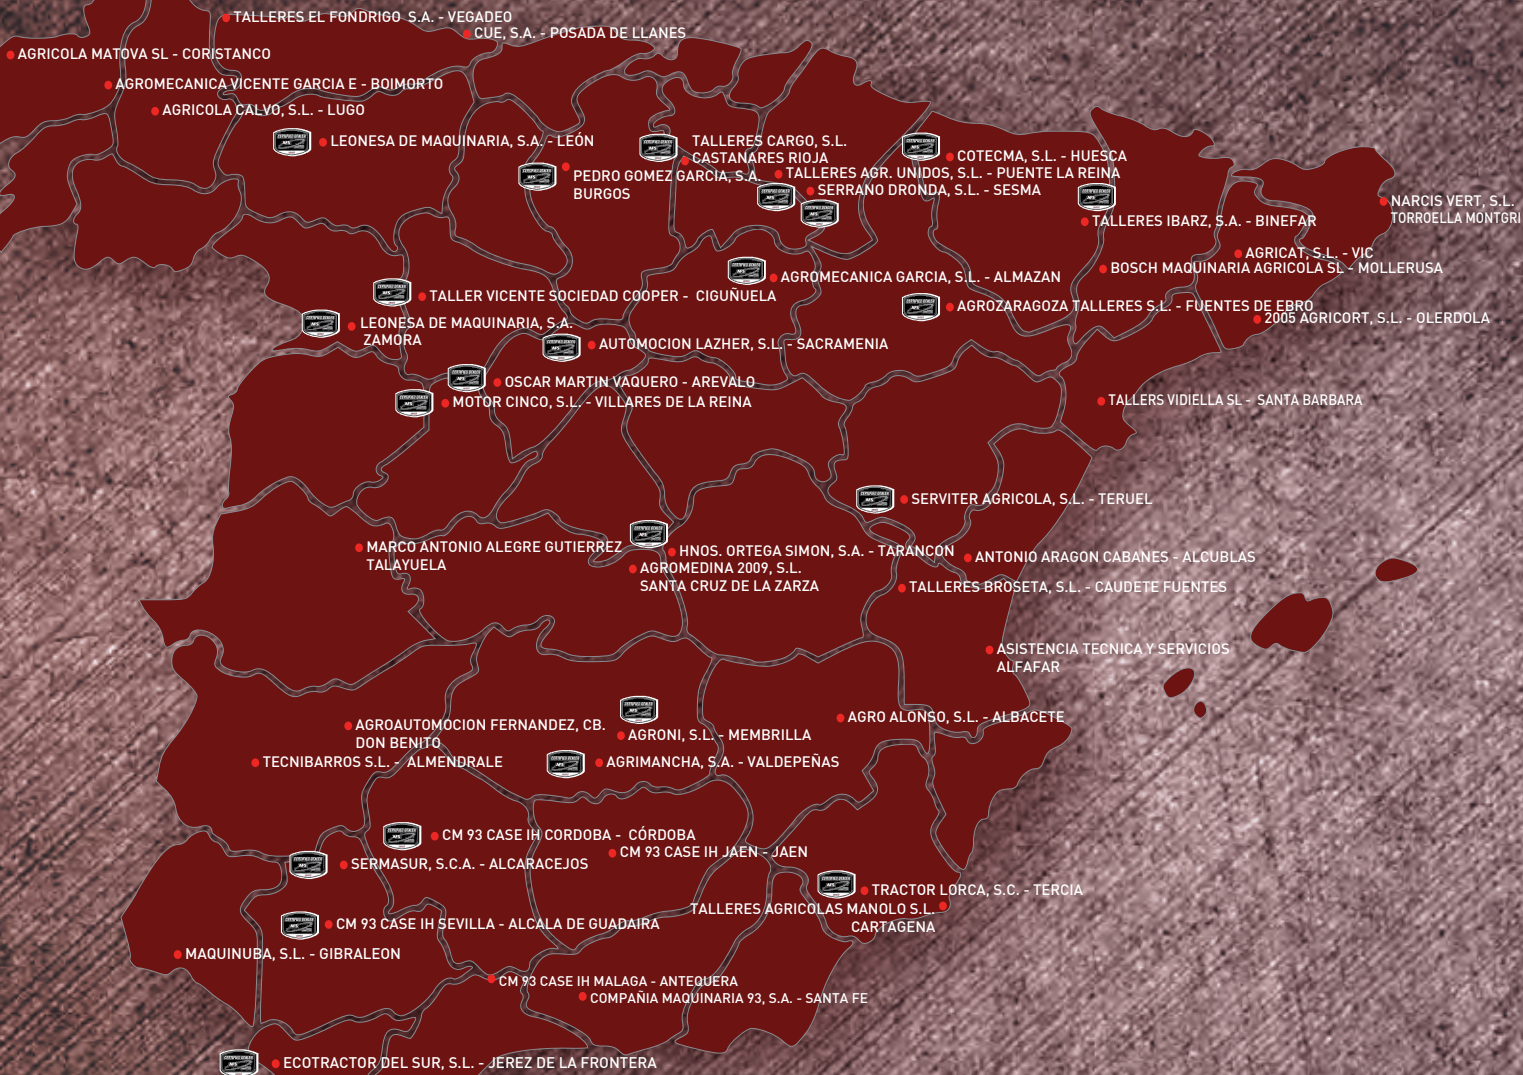 TALLERES EL FONDRIGO S.A. - VEGADEO
CUE, S.A. - POSADA DE LLANES
AGRICOLA MATOVA SL - CORISTANCO
AGROMECANICA VICENTE GARCIA E - BOIMORTO
AGRICOLA CALVO, S.L. - LUGO
LEONESA DE MAQUINARIA, S.A. - LEÓN
TALLERES CARGO, S.L.
CASTANARES RIOJA
COTECMA, S.L. - HUESCA
PEDRO GOMEZ GARCIA, S.A.
BURGOS
TALLERES AGR. UNIDOS, S.L. - PUENTE LA REINA
SERRANO DRONDA, S.L. - SESMA
NARCIS VERT, S.L.
TORROELLA MONTGRI
TALLERES IBARZ, S.A. - BINEFAR
AGRICAT, S.L. - VIC
BOSCH MAQUINARIA AGRICOLA SL - MOLLERUSA
AGROMECANICA GARCIA, S.L. - ALMAZAN
TALLER VICENTE SOCIEDAD COOPER - CIGUÑUELA
AGROZARAGOZA TALLERES S.L. - FUENTES DE EBRO
2005 AGRICORT, S.L. - OLERDOLA
LEONESA DE MAQUINARIA, S.A.
ZAMORA
AUTOMOCION LAZHER, S.L. - SACRAMENIA
OSCAR MARTIN VAQUERO - AREVALO
MOTOR CINCO, S.L. - VILLARES DE LA REINA
TALLERS VIDIELLA SL - SANTA BARBARA
SERVITER AGRICOLA, S.L. - TERUEL
MARCO ANTONIO ALEGRE GUTIERREZ
TALAYUELA
HNOS. ORTEGA SIMON, S.A. - TARANCON
AGROMEDINA 2009, S.L.
SANTA CRUZ DE LA ZARZA
ANTONIO ARAGON CABANES - ALCUBLAS
TALLERES BROSETA, S.L. - CAUDETE FUENTES
ASISTENCIA TECNICA Y SERVICIOS
ALFAFAR
AGRO ALONSO, S.L. - ALBACETE
AGROAUTOMOCION FERNANDEZ, CB.
DON BENITO
AGRONI, S.L. - MEMBRILLA
TECNIBARROS S.L. - ALMENDRALE
AGRIMANCHA, S.A. - VALDEPEÑAS
CM 93 CASE IH CORDOBA - CÓRDOBA
CM 93 CASE IH JAEN - JAEN
SERMASUR, S.C.A. - ALCARACEJOS
TRACTOR LORCA, S.C. - TERCIA
TALLERES AGRICOLAS MANOLO S.L.
CARTAGENA
CM 93 CASE IH SEVILLA - ALCALA DE GUADAIRA
MAQUINUBA, S.L. - GIBRALEON
CM 93 CASE IH MALAGA - ANTEQUERA
COMPAÑIA MAQUINARIA 93, S.A. - SANTA FE
ECOTRACTOR DEL SUR, S.L. - JEREZ DE LA FRONTERA